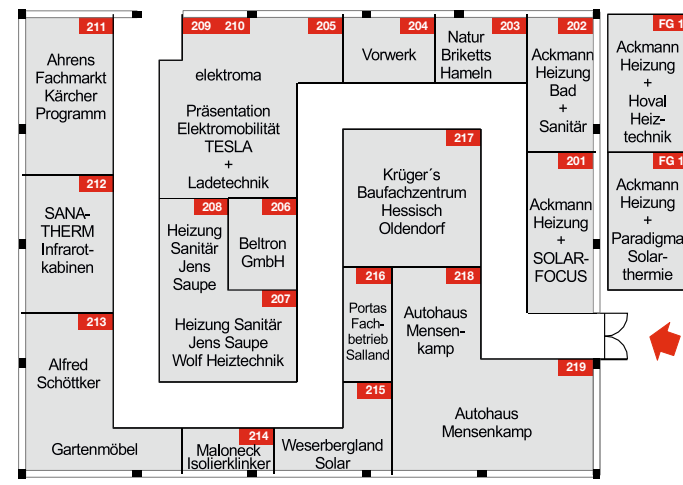 211
Ahrens
Fachmarkt
Kärcher
Programm
209 210 205
elektroma
Präsentation
Elektromobilität
TESLA
+
Ladetechnik
204
Vorwerk
203
Natur
Briketts
Hameln
202
Ackmann
Heizung
Bad
+
Sanitär
FG 1
Ackmann
Heizung
+
Hoval
Heiz-
technik
212
SANA-
THERM
Infrarot-
kabinen
208
Heizung
Sanitär
Jens
Saupe
206
Beltron
GmbH
207
Heizung Sanitär
Jens Saupe
Wolf Heiztechnik
217
Krüger´s
Baufachzentrum
Hessisch
Oldendorf
201
Ackmann
Heizung
+
SOLAR-
FOCUS
FG 1
Ackmann
Heizung
+
Paradigma
Solar-
thermie
213
Alfred
Schöttker
Gartenmöbel
216
Portas
Fach-
betrieb
Salland
218
Autohaus
Mensen-
kamp
214
Maloneck
Isolierklinker
215
Weserbergland
Solar
219
Autohaus
Mensenkamp